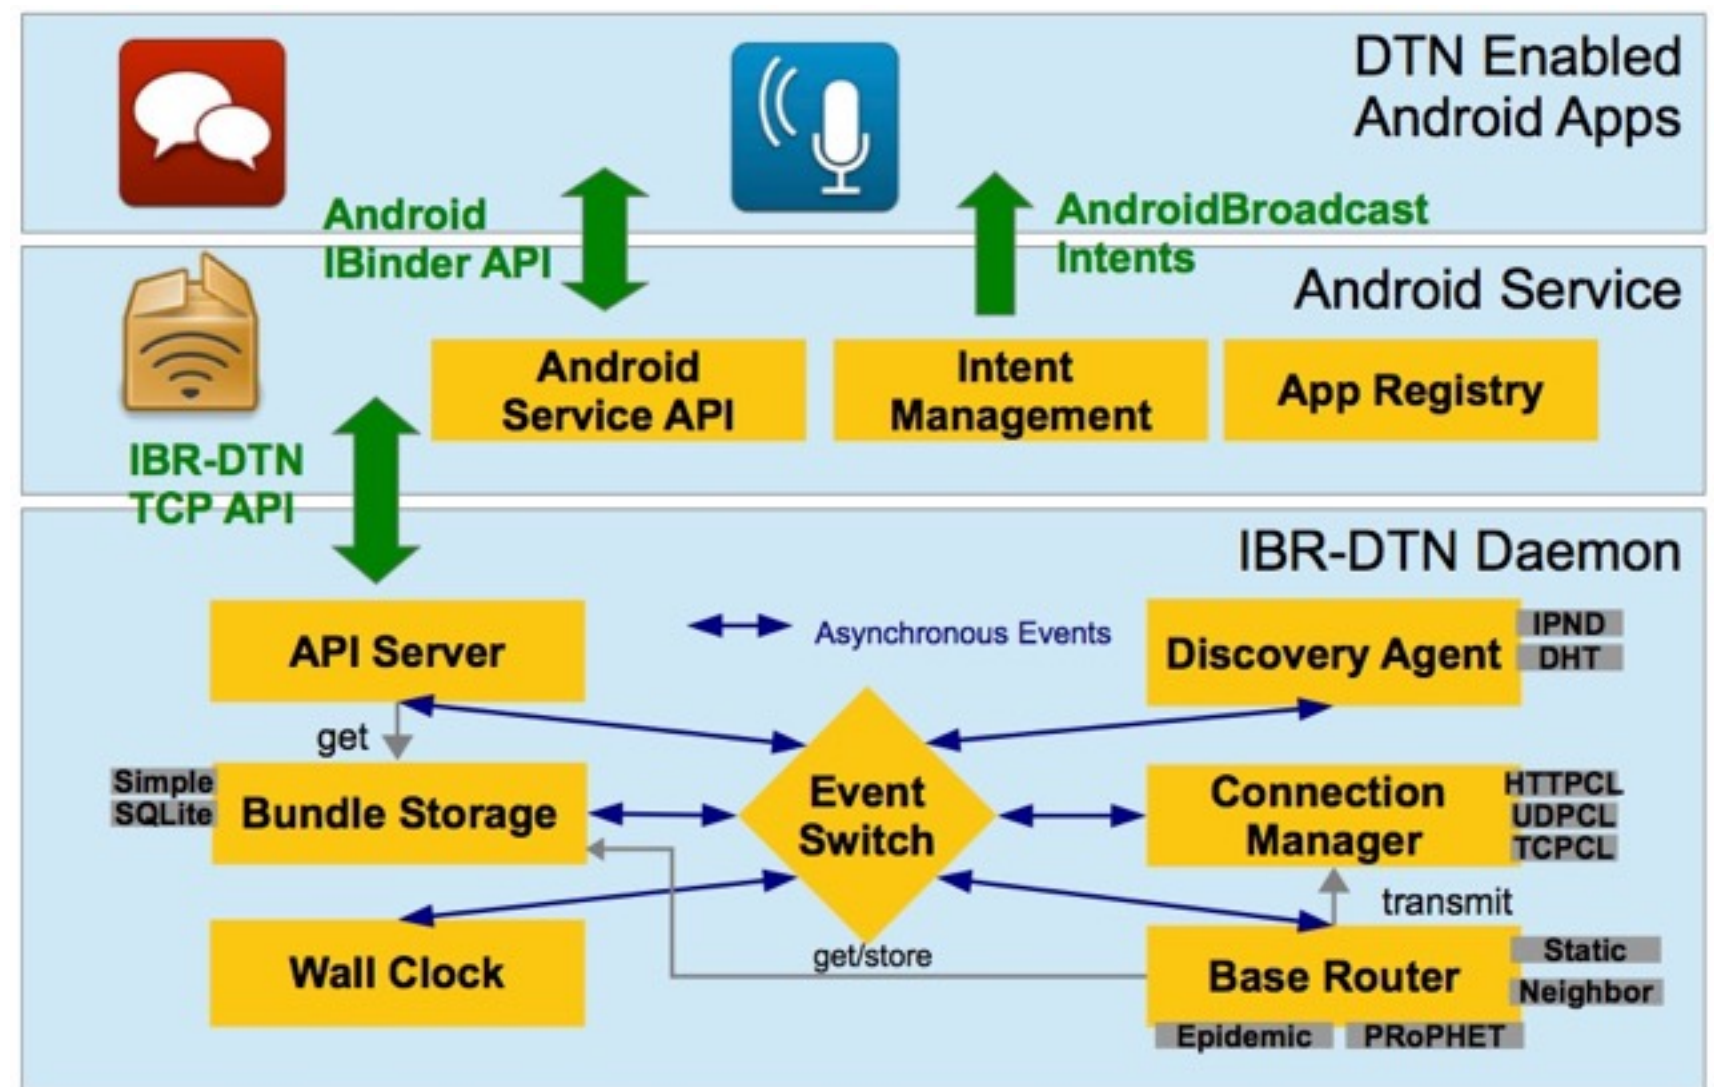 DTN Enabled
Android Apps
Android
IBinder API
AndroidBroadcast
Intents
Android Service
Android
Service API
Intent
Management
App Registry
IBR-DTN
TCP API
IBR-DTN Daemon
API Server
Asynchronous Events
Discovery Agent
IPND
DHT
get
Simple
SQLite
Bundle Storage
Event
Switch
Connection
Manager
HTTPCL
UDPCL
TCPCL
transmit
Wall Clock
get/store
Base Router
Static
Neighbor
Epidemic
PRoPHET